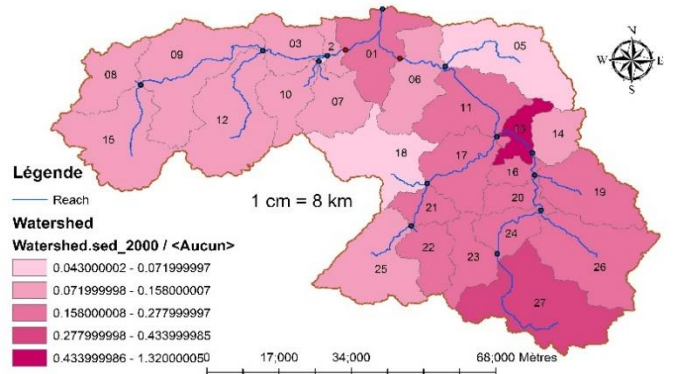 N
W E
S
03
05
09
2
01
08
06
10
07
11
12
14
15
18
17
16
19
21
20
24
22
23
25
26
27
1 cm = 8 km
Légende
Reach
Watershed
Watershed.sed_2000 / <Aucun>
0.043000002 - 0.071999997
0.071999998 - 0.158000007
0.158000008 - 0.277999997
0.277999998 - 0.433999985
0.433999986 - 1.320000050
17;000 34;000 68;000 Mètres